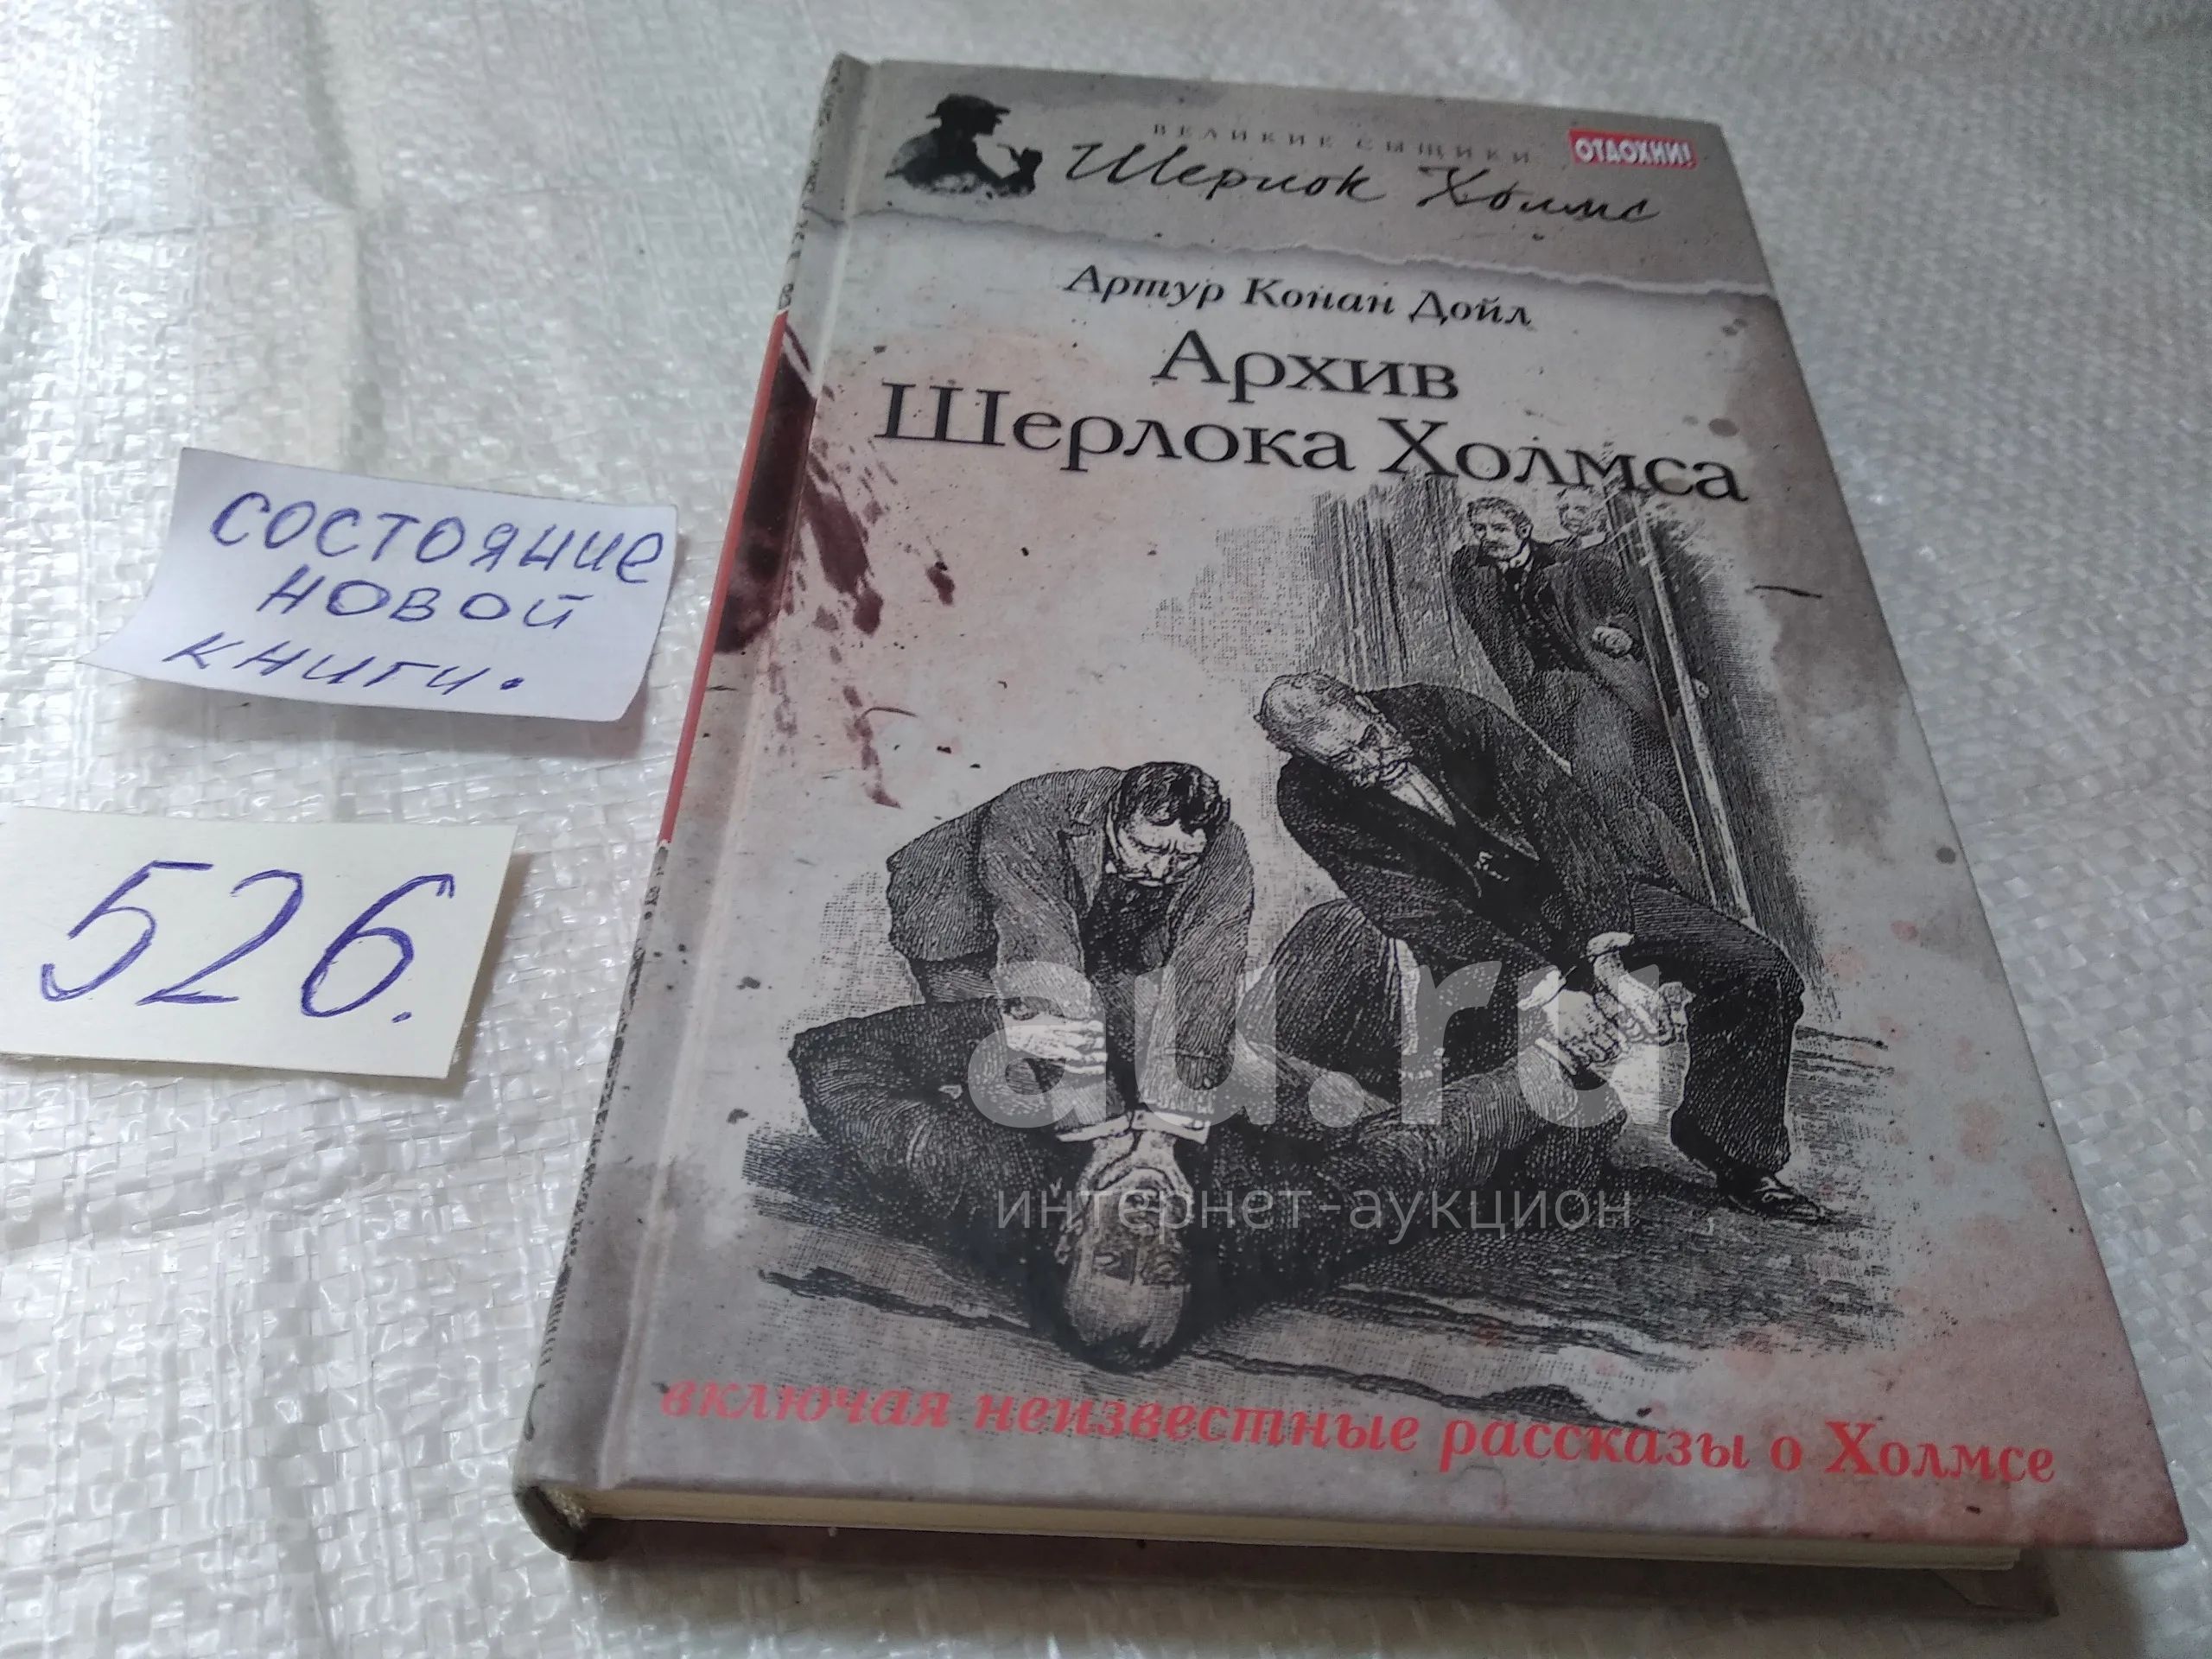 ВЕЛИКИЕ СЫЩИКИ
ОТДОХНИ!
Шерлок Холмс
Артур Конан Дойл
Архив
Шерлока Холмса
состояние
новой
книги.
526.
au.ru
интернет-аукцион
включая неизвестные рассказы о Холмсе